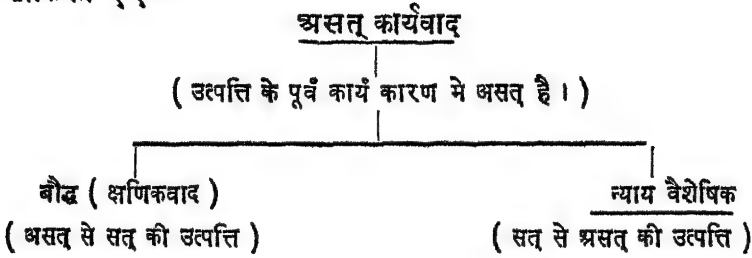 असत् कार्यवाद
( उत्पत्ति के पूर्व कार्य कारण मे असत् है । )
बौद्ध ( क्षणिकवाद )
न्याय वैशेषिक
( असत् से सत् की उत्पत्ति )
( सत् से असत् की उत्पत्ति )